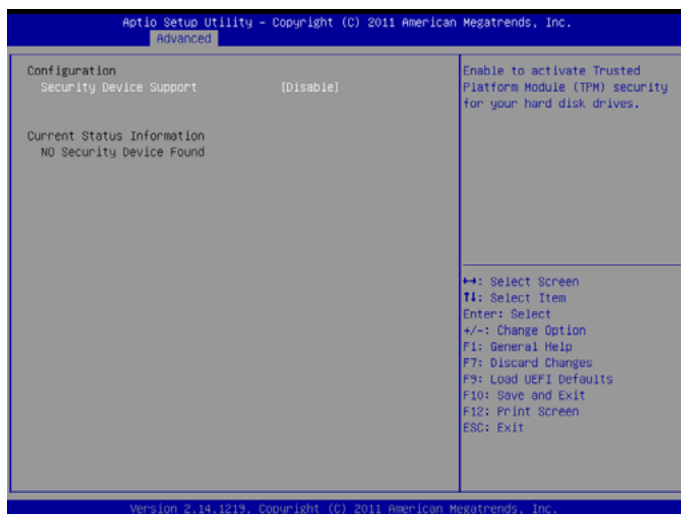 Aptio Setup Utility – Copyright (C) 2011 American Megatrends, Inc.
Advanced
Configuration
Security Device Support [Disable]
Current Status Information
NO Security Device Found
Enable to activate Trusted
Platform Module (TPM) security
for your hard disk drives.
↔: Select Screen
↑↓: Select Item
Enter: Select
+/-: Change Option
F1: General Help
F7: Discard Changes
F9: Load UEFI Defaults
F10: Save and Exit
F12: Print Screen
ESC: Exit
Version 2.14.1219. Copyright (C) 2011 American Megatrends, Inc.